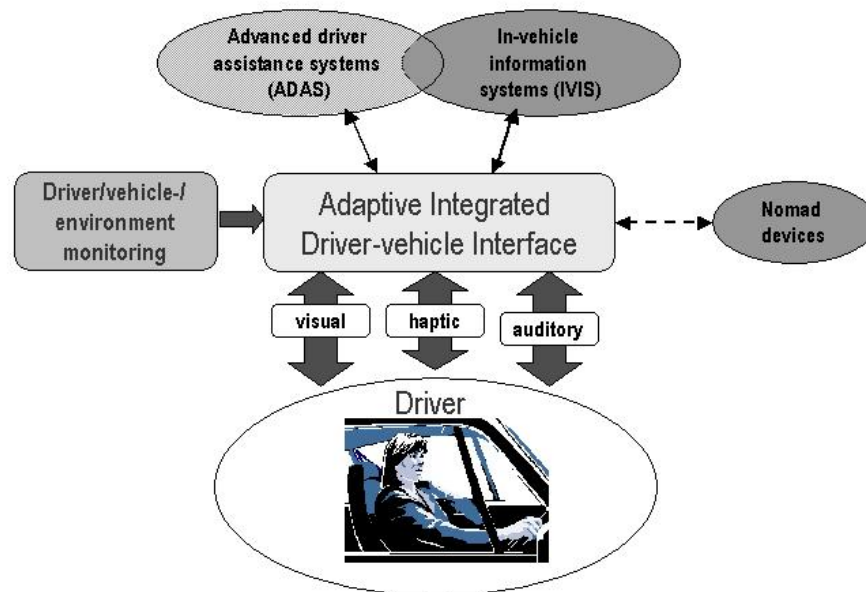 Advanced driver
assistance systems
(ADAS)
In-vehicle
information
systems (IVIS)
Driver/vehicle-/
environment
monitoring
Adaptive Integrated
Driver-vehicle Interface
Nomad
devices
visual
haptic
auditory
Driver